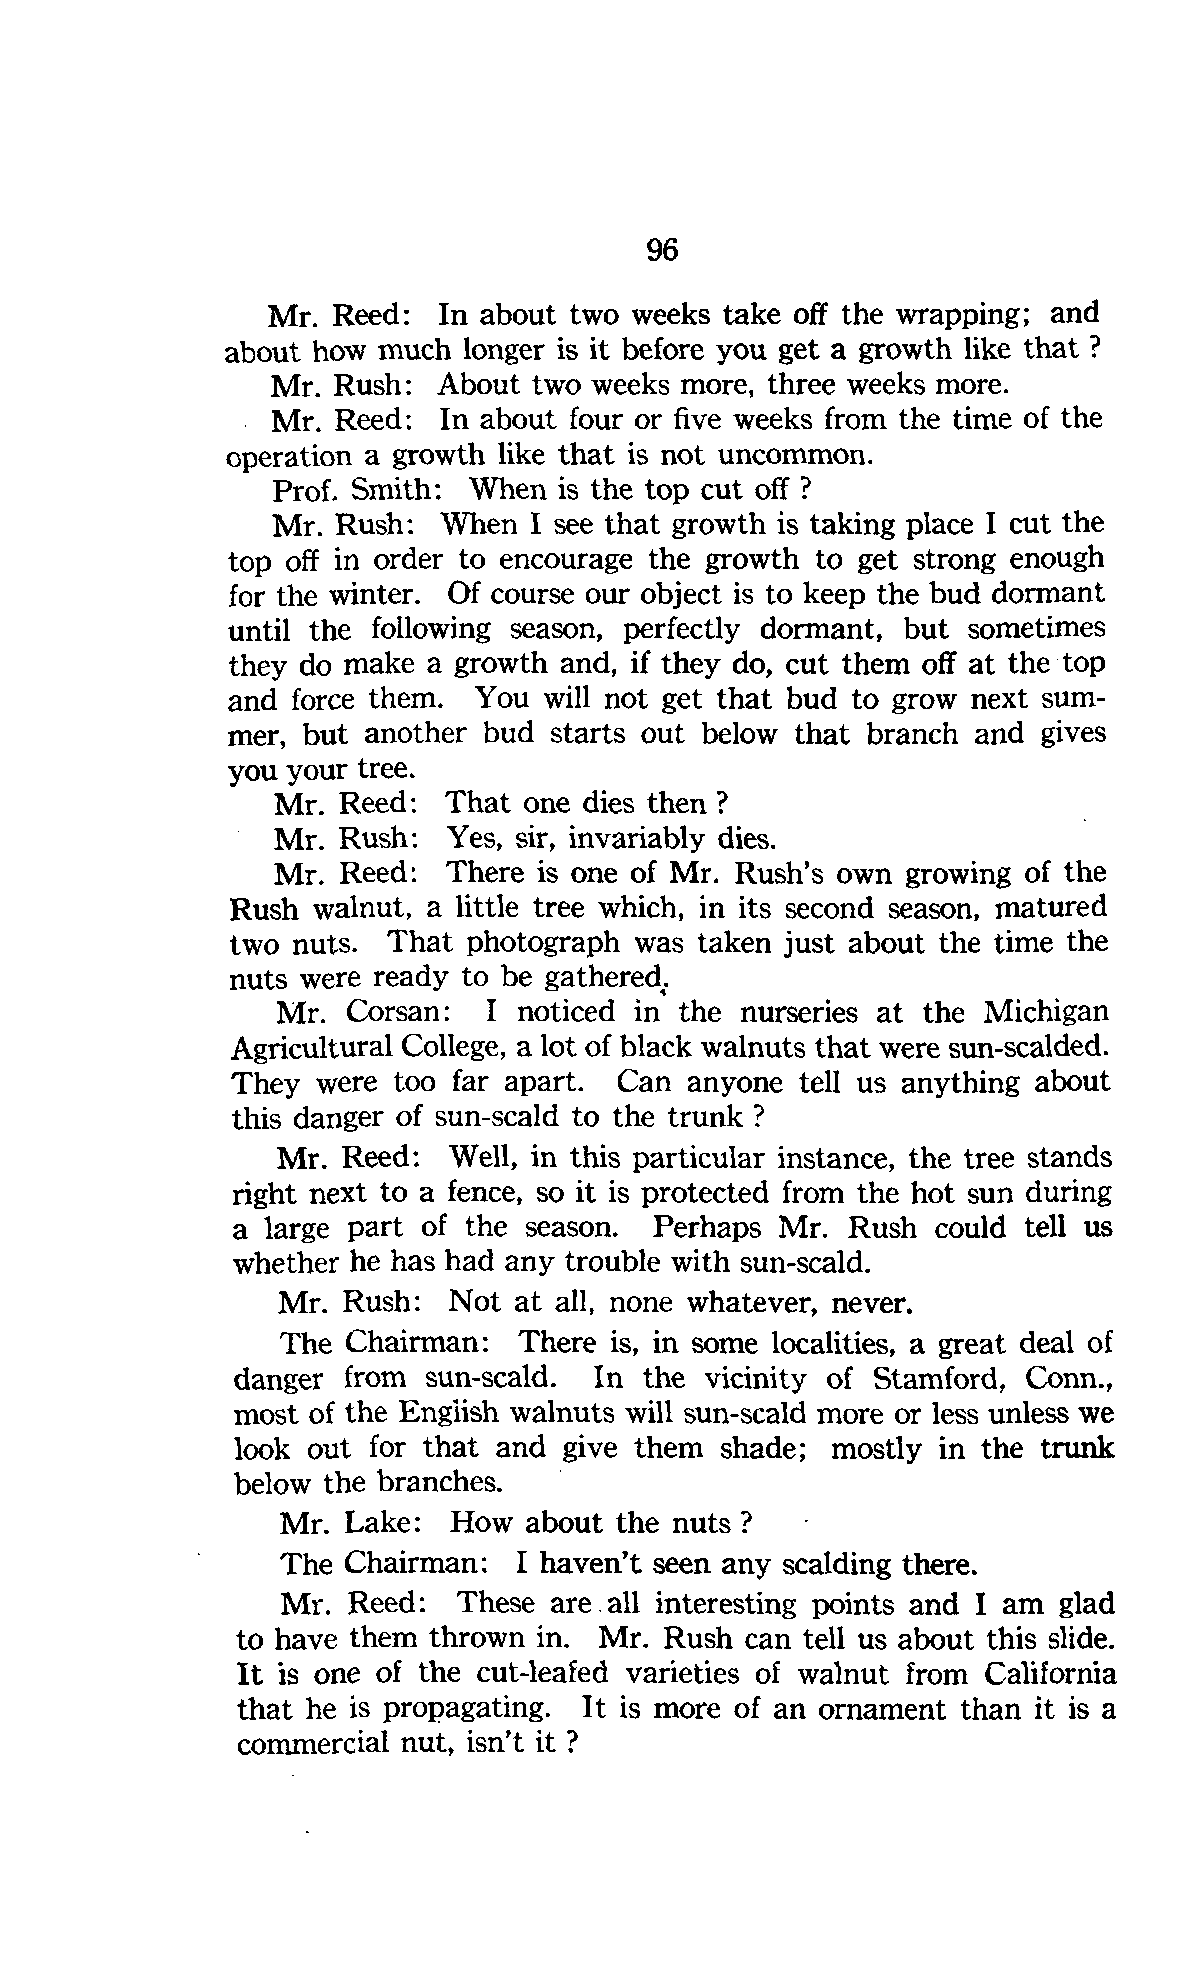 96
Mr. Reed: In about two weeks take off the wrapping; and
about how much longer is it before you get a growth like that ?
Mr. Rush: About two weeks more, three weeks more.
Mr. Reed: In about four or five weeks from the time of the
operation a growth like that is not uncommon.
Prof. Smith: When is the top cut off ?
Mr. Rush: When I see that growth is taking place I cut the
top off in order to encourage the growth to get strong enough
for the winter. Of course our object is to keep the bud dormant
until the following season, perfectly dormant, but sometimes
they do make a growth and, if they do, cut them off at the top
and force them. You will not get that bud to grow next sum-
mer, but another bud starts out below that branch and gives
you your tree.
Mr. Reed: That one dies then ?
Mr. Rush: Yes, sir, invariably dies.
Mr. Reed: There is one of Mr. Rush's own growing of the
Rush walnut, a little tree which, in its second season, matured
two nuts. That photograph was taken just about the time the
nuts were ready to be gathered.
Mr. Corsan: I noticed in the nurseries at the Michigan
Agricultural College, a lot of black walnuts that were sun-scalded.
They were too far apart. Can anyone tell us anything about
this danger of sun-scald to the trunk ?
Mr. Reed: Well, in this particular instance, the tree stands
right next to a fence, so it is protected from the hot sun during
a large part of the season. Perhaps Mr. Rush could tell us
whether he has had any trouble with sun-scald.
Mr. Rush: Not at all, none whatever, never.
The Chairman: There is, in some localities, a great deal of
danger from sun-scald. In the vicinity of Stamford, Conn.,
most of the English walnuts will sun-scald more or less unless we
look out for that and give them shade; mostly in the trunk
below the branches.
Mr. Lake: How about the nuts ?
The Chairman: I haven't seen any scalding there.
Mr. Reed: These are all interesting points and I am glad
to have them thrown in. Mr. Rush can tell us about this slide.
It is one of the cut-leafed varieties of walnut from California
that he is propagating. It is more of an ornament than it is a
commercial nut, isn't it ?